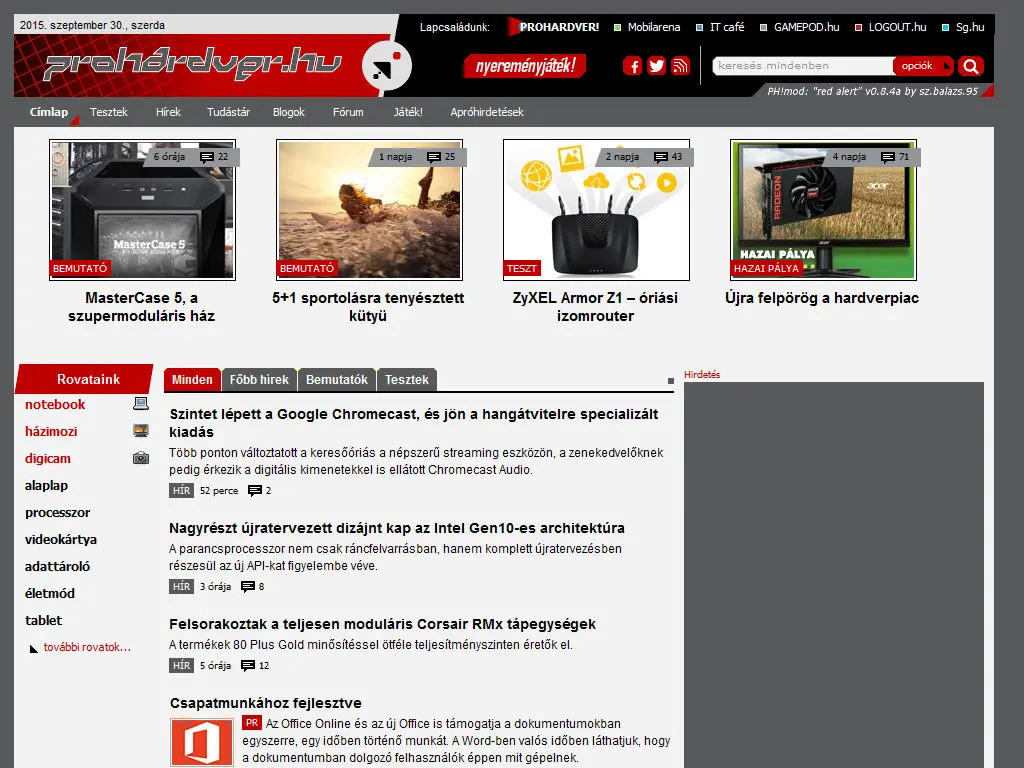 2015. szeptember 30., szerda
Lapcsaládunk: PROHARDVER! Mobilarena IT café GAMEPOD.hu LOGOUT.hu Sg.hu
prohardver.hu
nyereményjáték!
keresés mindenben opciók
PH!mod: "red alert" v0.8.4a by sz.balazs.95
Címlap Tesztek Hírek Tudástár Blogok Fórum Játék! Apróhirdetések
6 órája 22
1 napja 25
2 napja 43
4 napja 71
MasterCase 5
RADEON
acer
acer
HAZAI PÁLYA
BEMUTATÓ
BEMUTATÓ
TESZT
HAZAI PÁLYA
MasterCase 5, a
szupermoduláris ház
5+1 sportolásra tenyésztett
kütyü
ZyXEL Armor Z1 – óriási
izomrouter
Újra felpörög a hardverpiac
Rovataink
notebook
házimozi
digicam
alaplap
processzor
videokártya
adattároló
életmód
tablet
további rovatok...
Minden Főbb hírek Bemutatók Tesztek
Szintet lépett a Google Chromecast, és jön a hangátvitelre specializált
kiadás
Több ponton változtatott a keresőóriás a népszerű streaming eszközön, a zenekedvelőknek
pedig érkezik a digitális kimenetekkel is ellátott Chromecast Audio.
HÍR 52 perce 2
Nagyrészt újratervezett dizájnt kap az Intel Gen10-es architektúra
A parancsprocesszor nem csak ráncfelvarrásban, hanem komplett újratervezésben
részesül az új API-kat figyelembe véve.
HÍR 3 órája 8
Felsorakoztak a teljesen moduláris Corsair RMx tápegységek
A termékek 80 Plus Gold minősítéssel ötféle teljesítményszinten éretők el.
HÍR 5 órája 12
Csapatmunkához fejlesztve
PR Az Office Online és az új Office is támogatja a dokumentumokban
egyszerre, egy időben történő munkát. A Word-ben valós időben láthatjuk, hogy
a dokumentumban dolgozó felhasználók éppen mit gépelnek.
Hirdetés